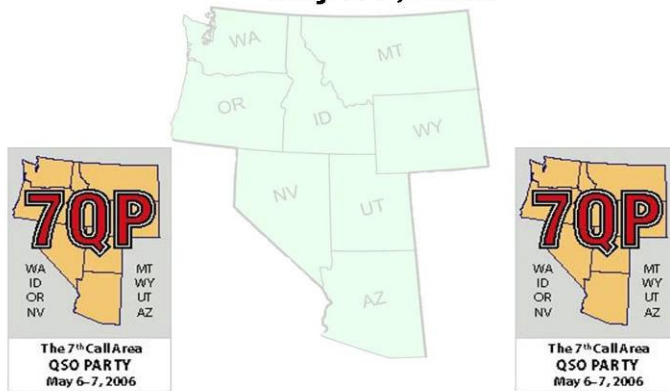 WA
MT
OR
ID
WY
NV
UT
AZ
7QP
WA MT
ID WY
OR UT
NV AZ
The 7th Call Area
QSO PARTY
May 6–7, 2006
7QP
WA MT
ID WY
OR UT
NV AZ
The 7th Call Area
QSO PARTY
May 6–7, 2006